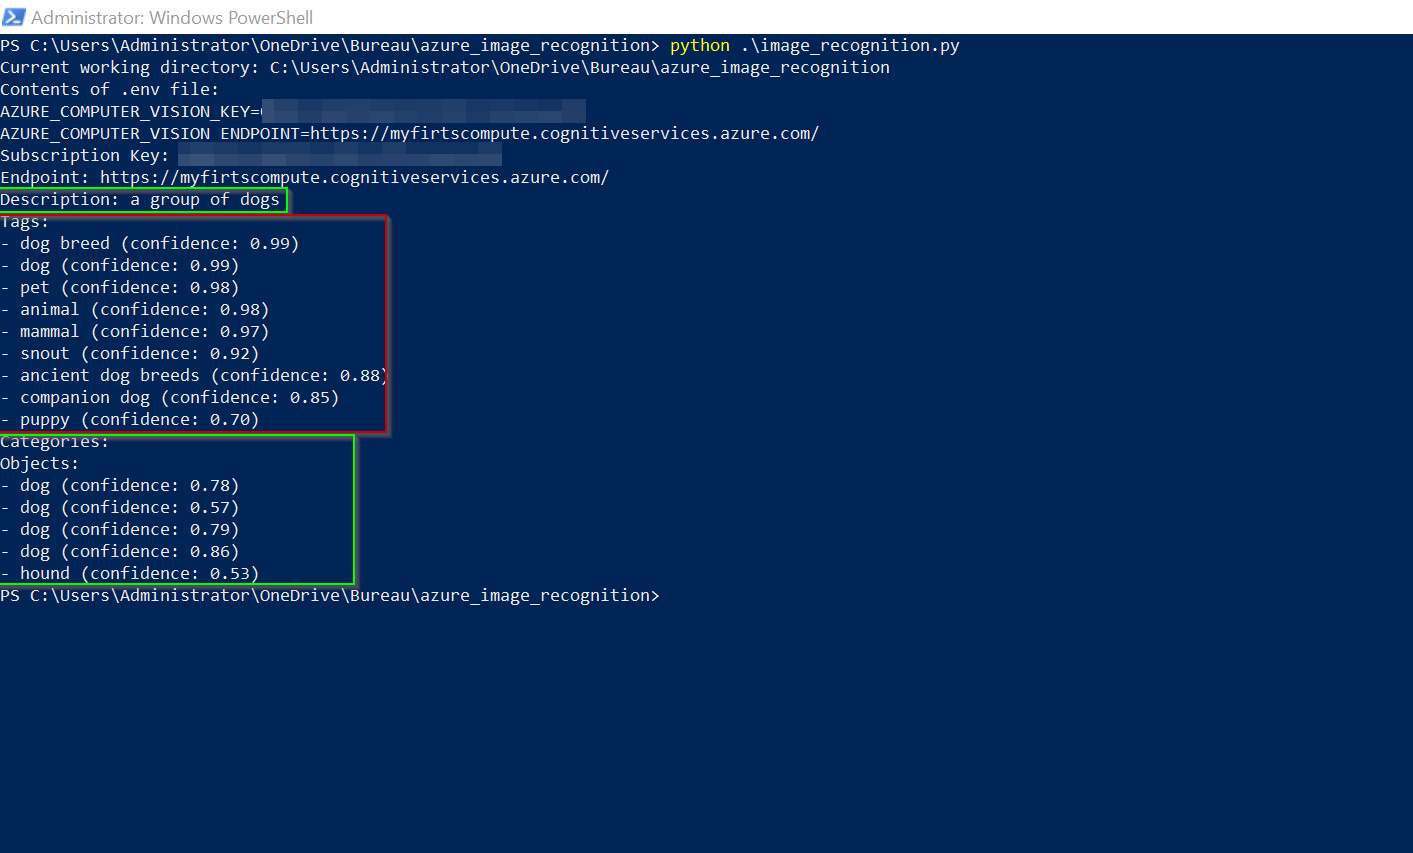 Administrator: Windows PowerShell
PS C:\Users\Administrator\OneDrive\Bureau\azure_image_recognition> python .\image_recognition.py
Current working directory: C:\Users\Administrator\OneDrive\Bureau\azure_image_recognition
Contents of .env file:
AZURE_COMPUTER_VISION_KEY=
AZURE_COMPUTER_VISION_ENDPOINT=https://myfirtscompute.cognitiveservices.azure.com/
Subscription Key:
Endpoint: https://myfirtscompute.cognitiveservices.azure.com/
Description: a group of dogs
Tags:
- dog breed (confidence: 0.99)
- dog (confidence: 0.99)
- pet (confidence: 0.98)
- animal (confidence: 0.98)
- mammal (confidence: 0.97)
- snout (confidence: 0.92)
- ancient dog breeds (confidence: 0.88)
- companion dog (confidence: 0.85)
- puppy (confidence: 0.70)
Categories:
Objects:
- dog (confidence: 0.78)
- dog (confidence: 0.57)
- dog (confidence: 0.79)
- dog (confidence: 0.86)
- hound (confidence: 0.53)
PS C:\Users\Administrator\OneDrive\Bureau\azure_image_recognition>